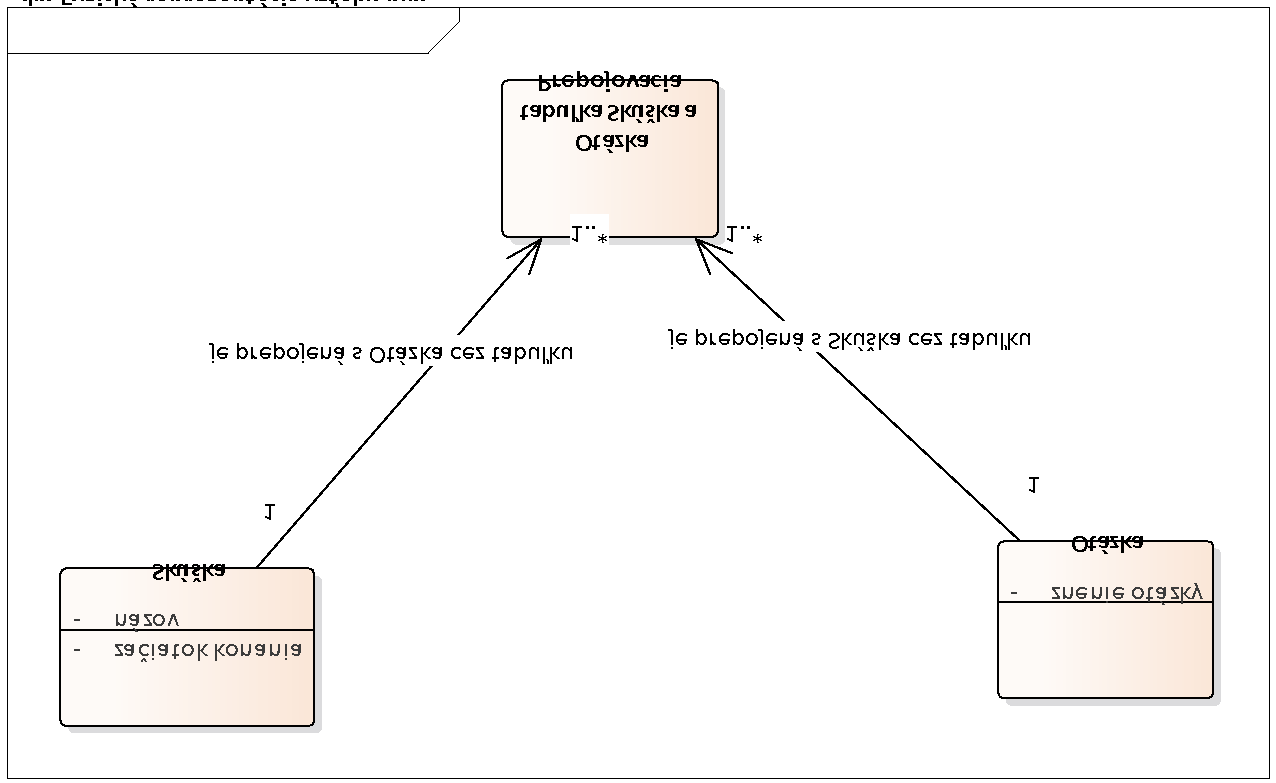 Prepojovacia
tabuľka Skúška a
Otázka
1..*
1..*
je prepojená s Otázka cez tabuľku
je prepojená s Skúška cez tabuľku
1
1
Skúška
- názov
- začiatok konania
Otázka
- znenie otázky